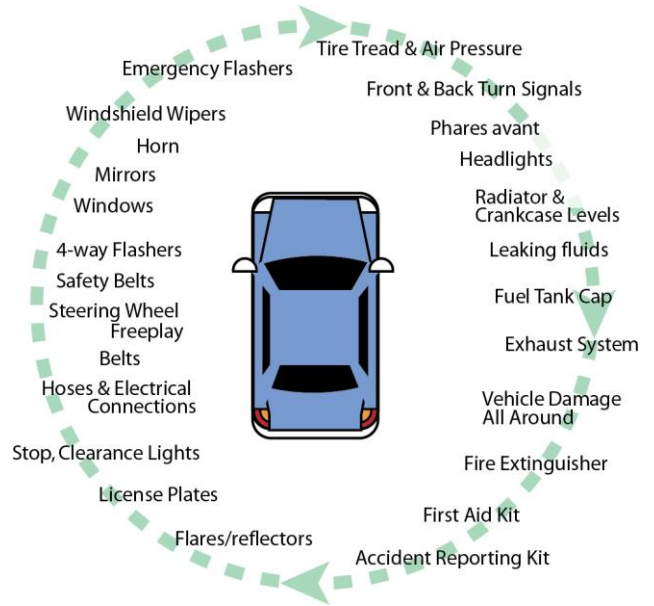 Tire Tread & Air Pressure
Front & Back Turn Signals
Phares avant
Headlights
Radiator &
Crankcase Levels
Leaking fluids
Fuel Tank Cap
Exhaust System
Vehicle Damage
All Around
Fire Extinguisher
First Aid Kit
Accident Reporting Kit
Flares/reflectors
License Plates
Stop, Clearance Lights
Hoses & Electrical
Connections
Belts
Steering Wheel
Freeplay
Safety Belts
4-way Flashers
Windows
Mirrors
Horn
Windshield Wipers
Emergency Flashers